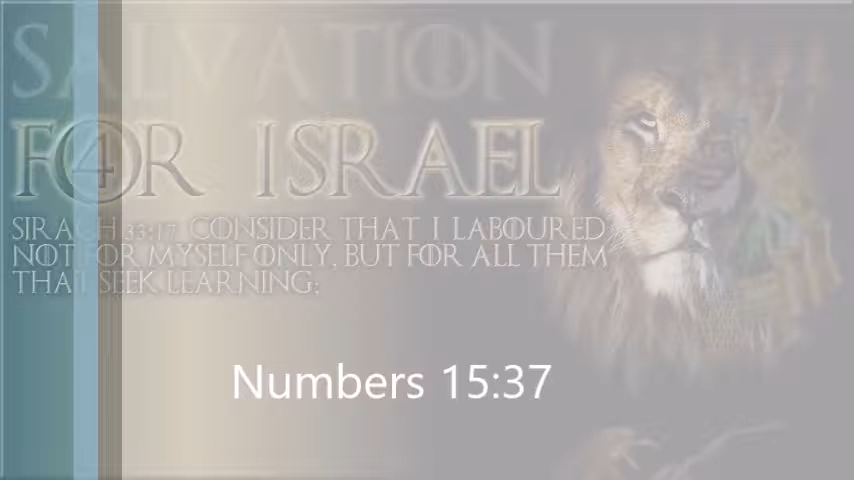 SALVATION
FOR ISRAEL
4
SIRACH 33:17 CONSIDER THAT I LABOURED
NOT FOR MYSELF ONLY, BUT FOR ALL THEM
THAT SEEK LEARNING;
Numbers 15:37